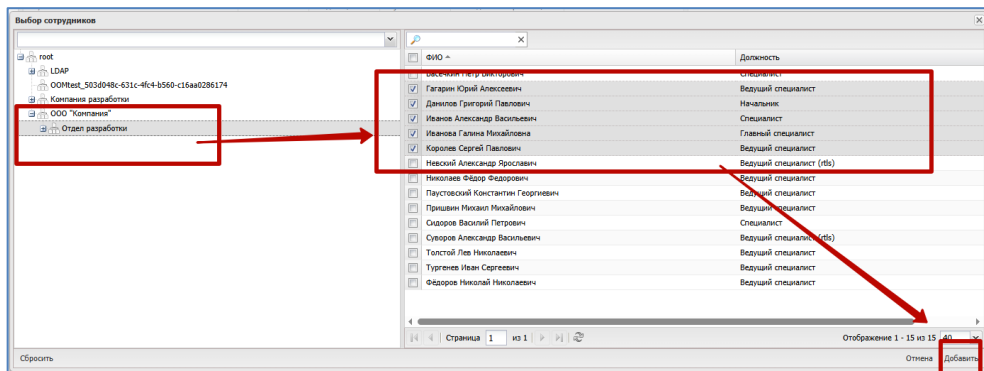 Выбор сотрудников
root
LDAP
OOMtest_503d048c-631c-4fc4-b560-c16aa0286174
Компания разработки
ООО "Компания"
Отдел разработки
ФИО Должность
Васечкин Петр Викторович Специалист
Гагарин Юрий Алексеевич Ведущий специалист
Данилов Григорий Павлович Начальник
Иванов Александр Васильевич Специалист
Иванова Галина Михайловна Главный специалист
Королев Сергей Павлович Ведущий специалист
Невский Александр Ярославич Ведущий специалист (rtls)
Николаев Фёдор Федорович Ведущий специалист
Паустовский Константин Георгиевич Ведущий специалист
Пришвин Михаил Михайлович Ведущий специалист
Сидоров Василий Петрович Специалист
Суворов Александр Васильевич Ведущий специалист (rtls)
Толстой Лев Николаевич Ведущий специалист
Тургенев Иван Сергеевич Ведущий специалист
Фёдоров Николай Николаевич Ведущий специалист
Страница 1 из 1 Отображение 1 - 15 из 15 40
Сбросить Отмена Добавить